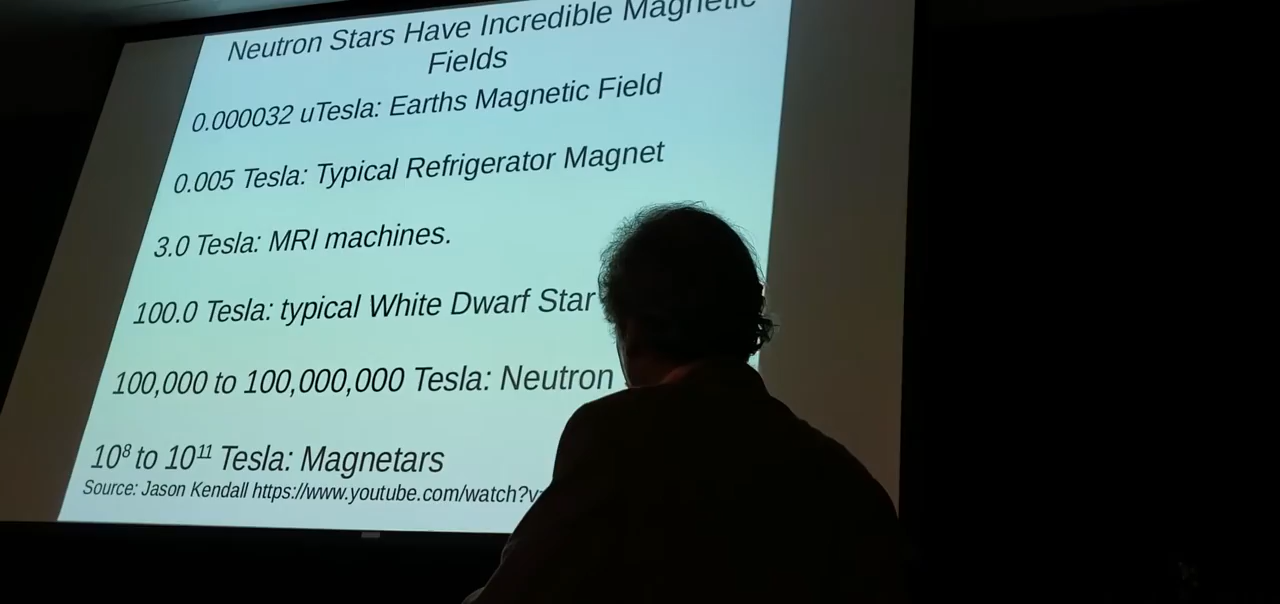 Neutron Stars Have Incredible Magnetic
Fields
0.000032 uTesla: Earths Magnetic Field
0.005 Tesla: Typical Refrigerator Magnet
3.0 Tesla: MRI machines.
100.0 Tesla: typical White Dwarf Star
100,000 to 100,000,000 Tesla: Neutron
10⁸ to 10¹¹ Tesla: Magnetars
Source: Jason Kendall https://www.youtube.com/watch?v